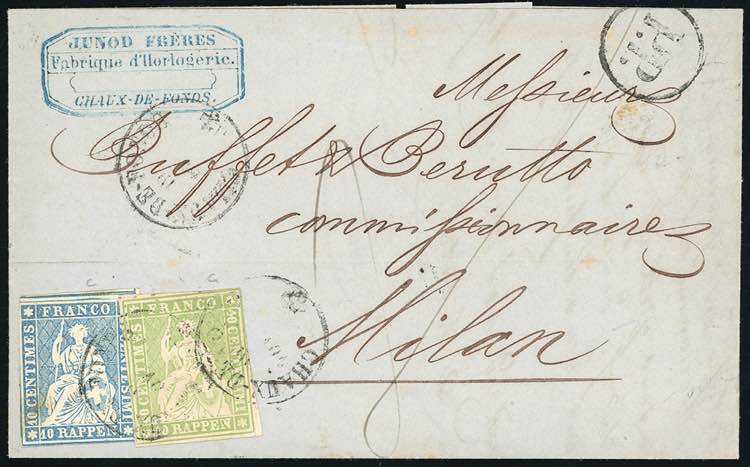 JUNOD FRÈRES
Fabrique d'Horlogerie.
CHAUX-DE-FONDS.
P.P.
Messieurs
Buffet & Berutto
commissionnaires
Milan
FRANCO
10 CENTIMES
10 RAPPEN
FRANCO
40 CENTIMES
RAPPEN
CHAUX